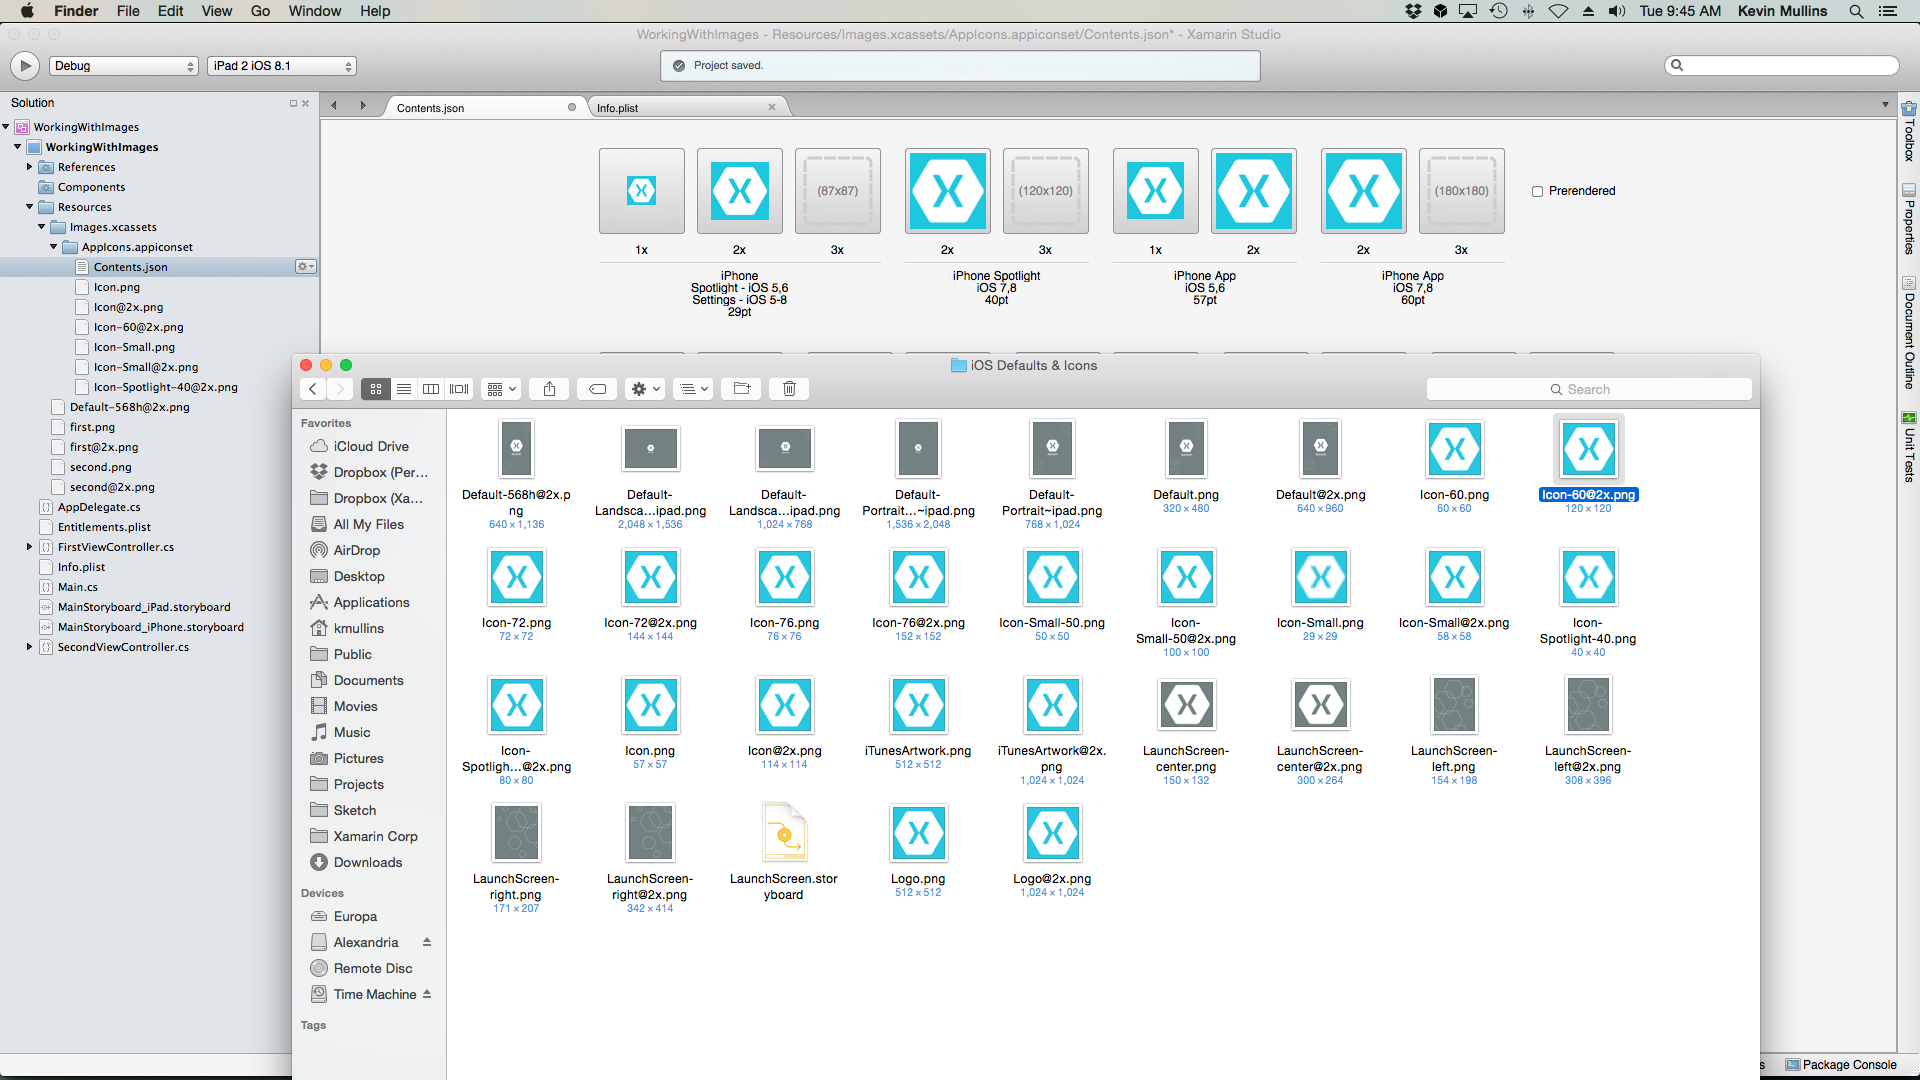 Finder File Edit View Go Window Help
Tue 9:45 AM Kevin Mullins
WorkingWithImages - Resources/Images.xcassets/AppIcons.appiconset/Contents.json* - Xamarin Studio
Debug
iPad 2 iOS 8.1
Project saved.
Solution
WorkingWithImages
WorkingWithImages
References
Components
Resources
Images.xcassets
AppIcons.appiconset
Contents.json
Icon.png
Icon@2x.png
Icon-60@2x.png
Icon-Small.png
Icon-Small@2x.png
Icon-Spotlight-40@2x.png
Default-568h@2x.png
first.png
first@2x.png
second.png
second@2x.png
AppDelegate.cs
Entitlements.plist
FirstViewController.cs
Info.plist
Main.cs
MainStoryboard_iPad.storyboard
MainStoryboard_iPhone.storyboard
SecondViewController.cs
Contents.json
Info.plist
(87x87)
(120x120)
(180x180)
Prerendered
1x 2x 3x 2x 3x 1x 2x 2x 3x
iPhone
Spotlight - iOS 5,6
Settings - iOS 5-8
29pt
iPhone Spotlight
iOS 7,8
40pt
iPhone App
iOS 5,6
57pt
iPhone App
iOS 7,8
60pt
Toolbox
Properties
Document Outline
Unit Tests
iOS Defaults & Icons
Search
Favorites
iCloud Drive
Dropbox (Per...
Dropbox (Xa...
All My Files
AirDrop
Desktop
Applications
kmullins
Public
Documents
Movies
Music
Pictures
Projects
Sketch
Xamarin Corp
Downloads
Devices
Europa
Alexandria
Remote Disc
Time Machine
Tags
Default-568h@2x.p
ng
640 × 1,136
Default-
Landsca...ipad.png
2,048 × 1,536
Default-
Landsca...ipad.png
1,024 × 768
Default-
Portrait...~ipad.png
1,536 × 2,048
Default-
Portrait~ipad.png
768 × 1,024
Default.png
320 × 480
Default@2x.png
640 × 960
Icon-60.png
60 × 60
Icon-60@2x.png
120 × 120
Icon-72.png
72 × 72
Icon-72@2x.png
144 × 144
Icon-76.png
76 × 76
Icon-76@2x.png
152 × 152
Icon-Small-50.png
50 × 50
Icon-
Small-50@2x.png
100 × 100
Icon-Small.png
29 × 29
Icon-Small@2x.png
58 × 58
Icon-
Spotlight-40.png
40 × 40
Icon-
Spotligh...@2x.png
80 × 80
Icon.png
57 × 57
Icon@2x.png
114 × 114
iTunesArtwork.png
512 × 512
iTunesArtwork@2x.
png
1,024 × 1,024
LaunchScreen-
center.png
150 × 132
LaunchScreen-
center@2x.png
300 × 264
LaunchScreen-
left.png
154 × 198
LaunchScreen-
left@2x.png
308 × 396
LaunchScreen-
right.png
171 × 207
LaunchScreen-
right@2x.png
342 × 414
LaunchScreen.stor
yboard
Logo.png
512 × 512
Logo@2x.png
1,024 × 1,024
s
Package Console